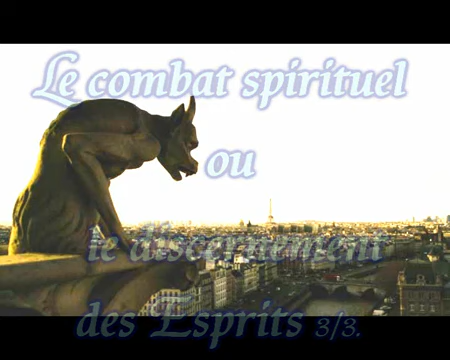 Le combat spirituel
ou
le discernement
des Esprits 3/3.